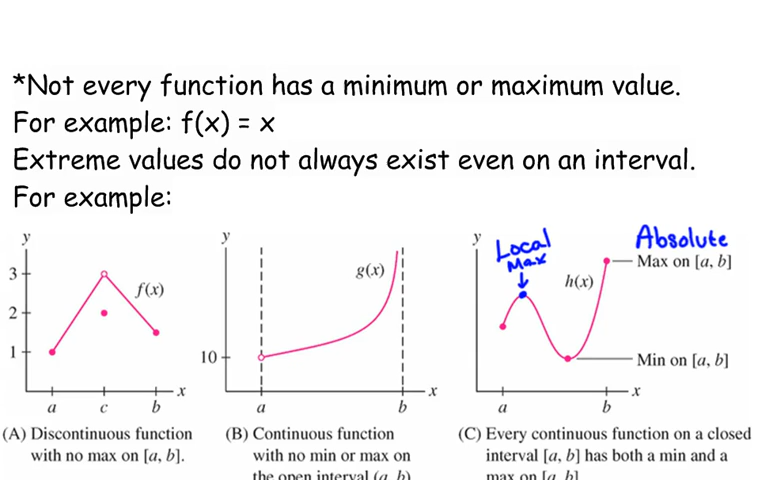 *Not every function has a minimum or maximum value.
For example: f(x) = x
Extreme values do not always exist even on an interval.
For example:
y
3
2
1
f(x)
a
c
b
x
(A) Discontinuous function
with no max on [a, b].
y
10
g(x)
a
b
x
(B) Continuous function
with no min or max on
the open interval (a, b)
y
Local
Max
h(x)
Absolute
Max on [a, b]
Min on [a, b]
a
b
x
(C) Every continuous function on a closed
interval [a, b] has both a min and a
max on [a, b]